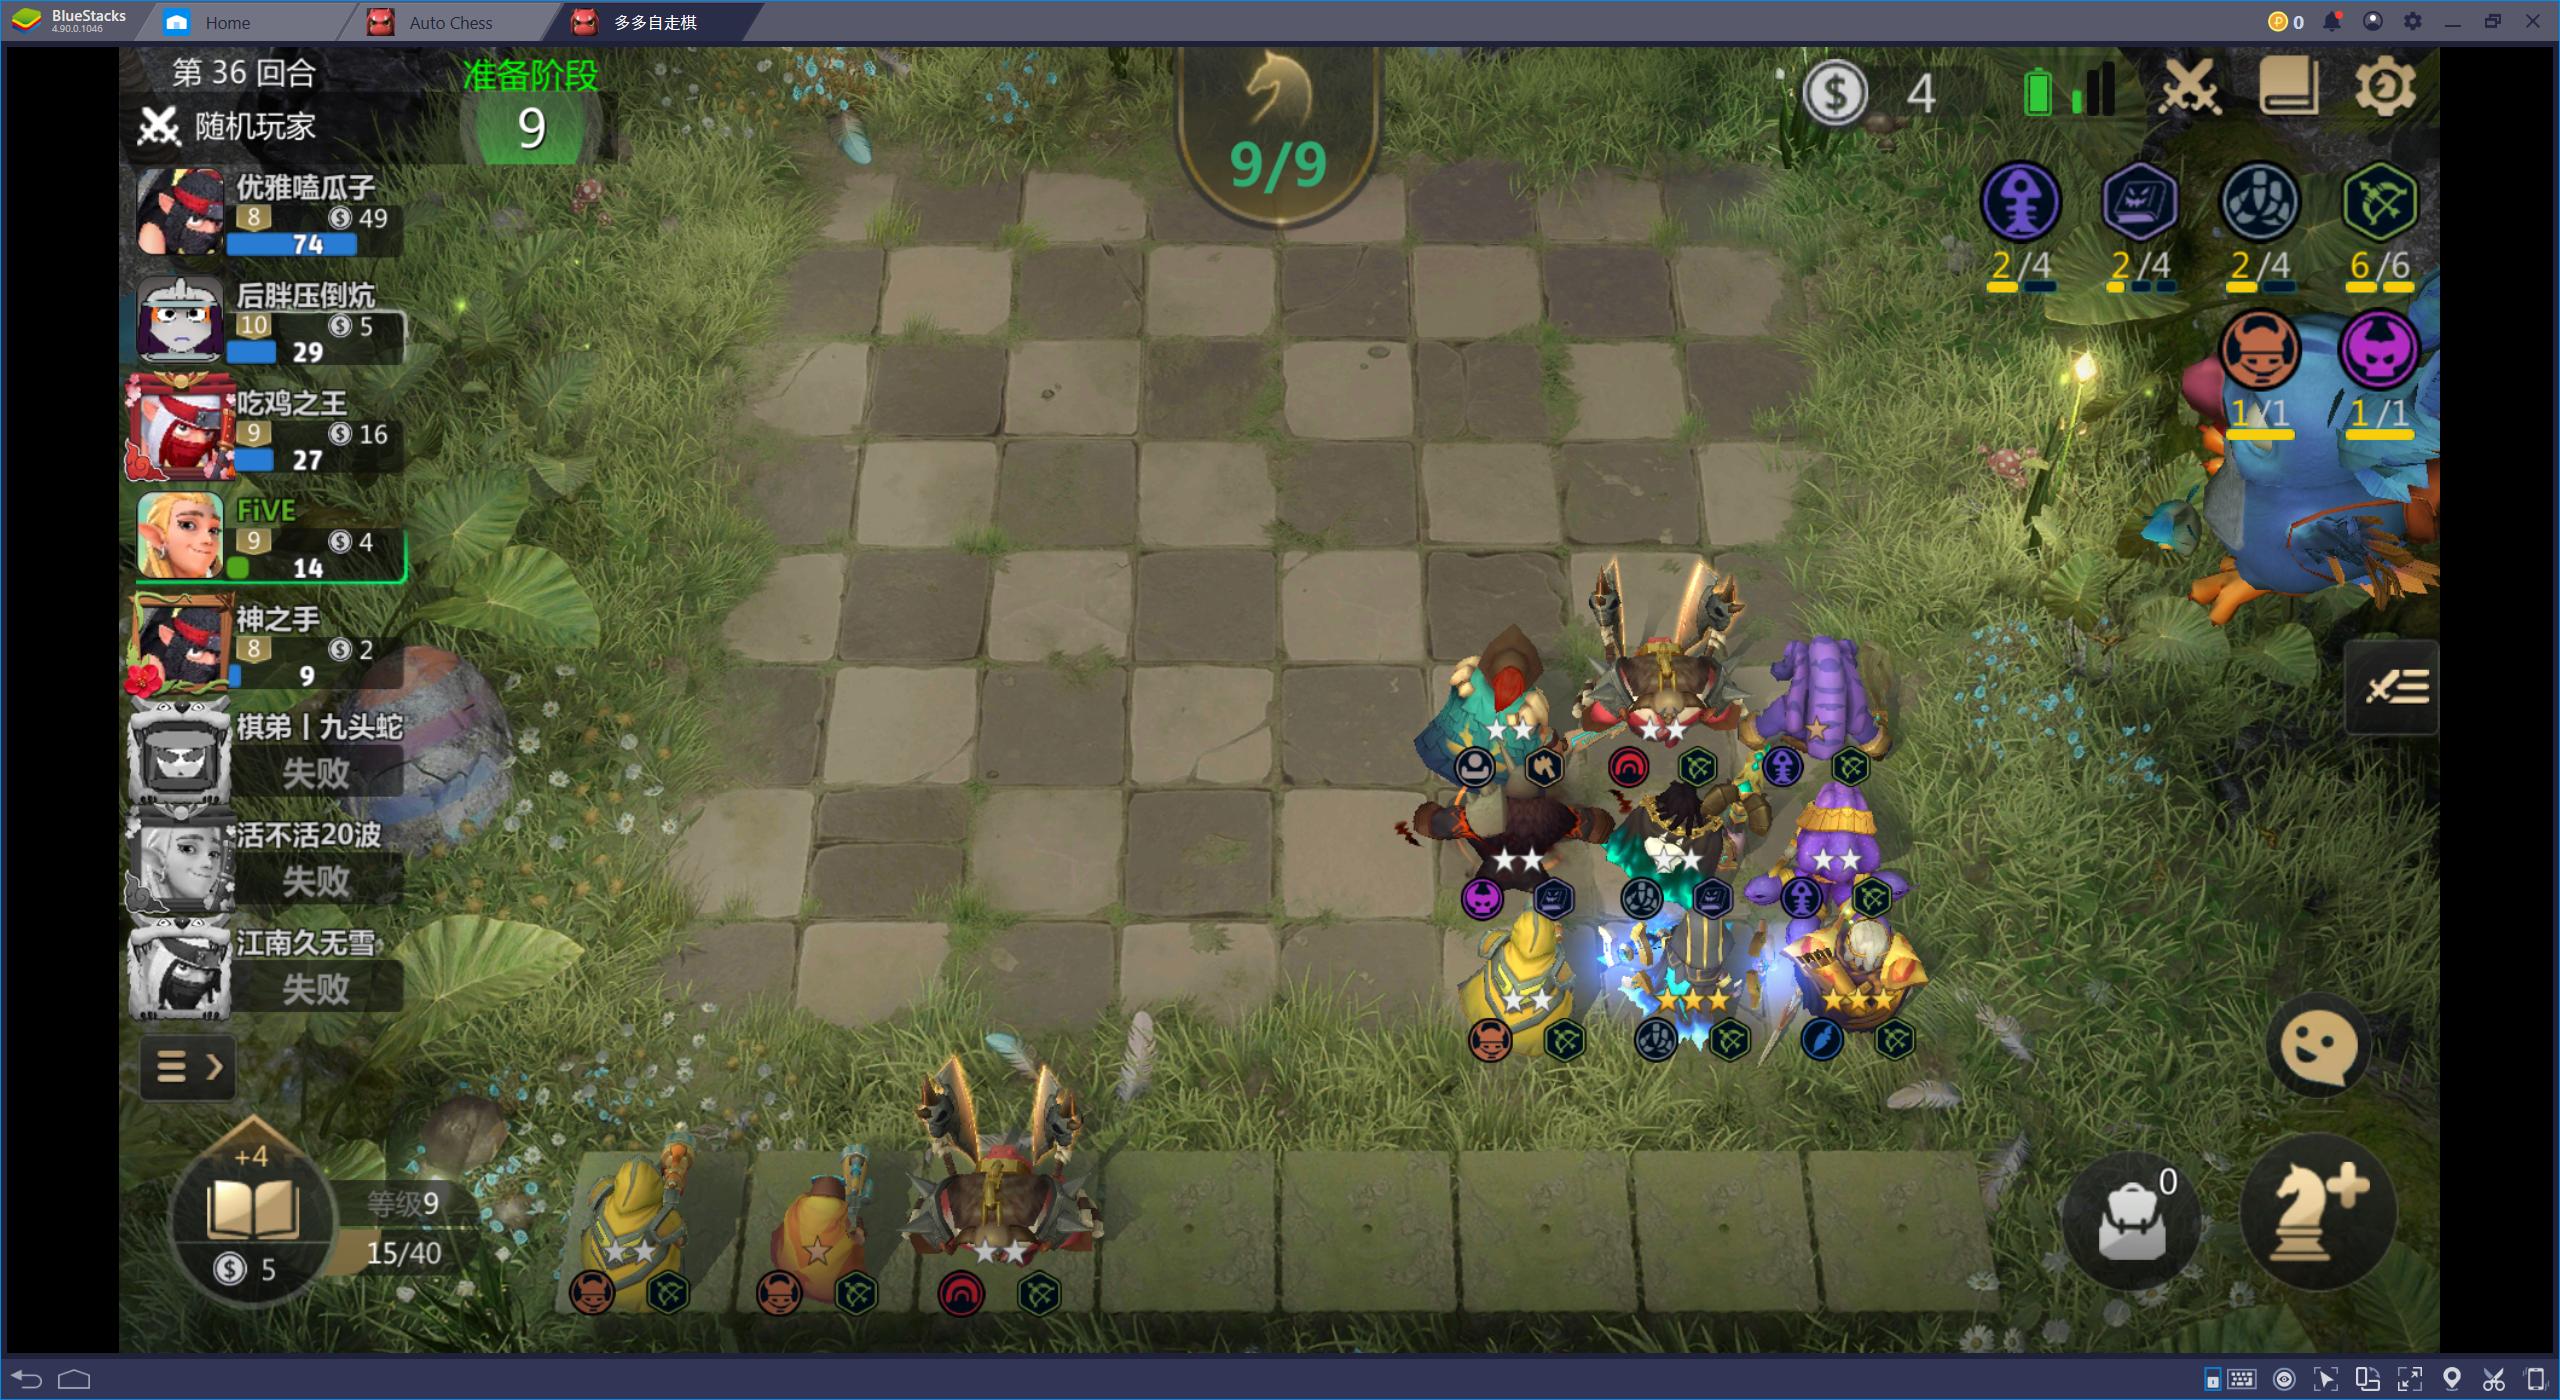 BlueStacks
4.90.0.1046
Home
Auto Chess
多多自走棋
0
第 36 回合
准备阶段
随机玩家
9
9/9
4
优雅嗑瓜子
8
49
74
后胖压倒炕
10
5
29
吃鸡之王
9
16
27
FiVE
9
4
14
神之手
8
2
9
棋弟丨九头蛇
失败
活不活20波
失败
江南久无雪
失败
2/4
2/4
2/4
6/6
1/1
1/1
+4
5
等级9
15/40
0